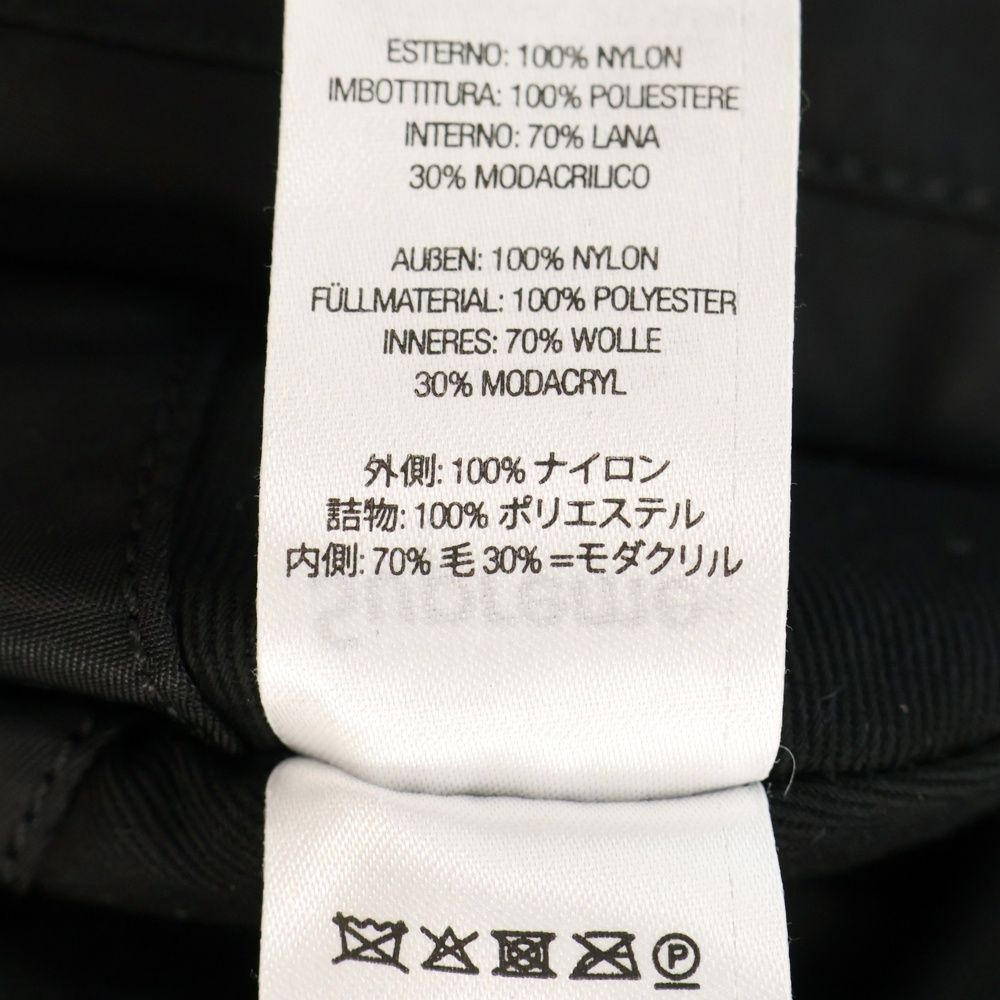 ESTERNO: 100% NYLON
IMBOTTITURA: 100% POLIESTERE
INTERNO: 70% LANA
30% MODACRILICO
AUßEN: 100% NYLON
FÜLLMATERIAL: 100% POLYESTER
INNERES: 70% WOLLE
30% MODACRYL
外側: 100% ナイロン
詰物: 100% ポリエステル
内側: 70% 毛 30% =モダクリル
Supreme
P